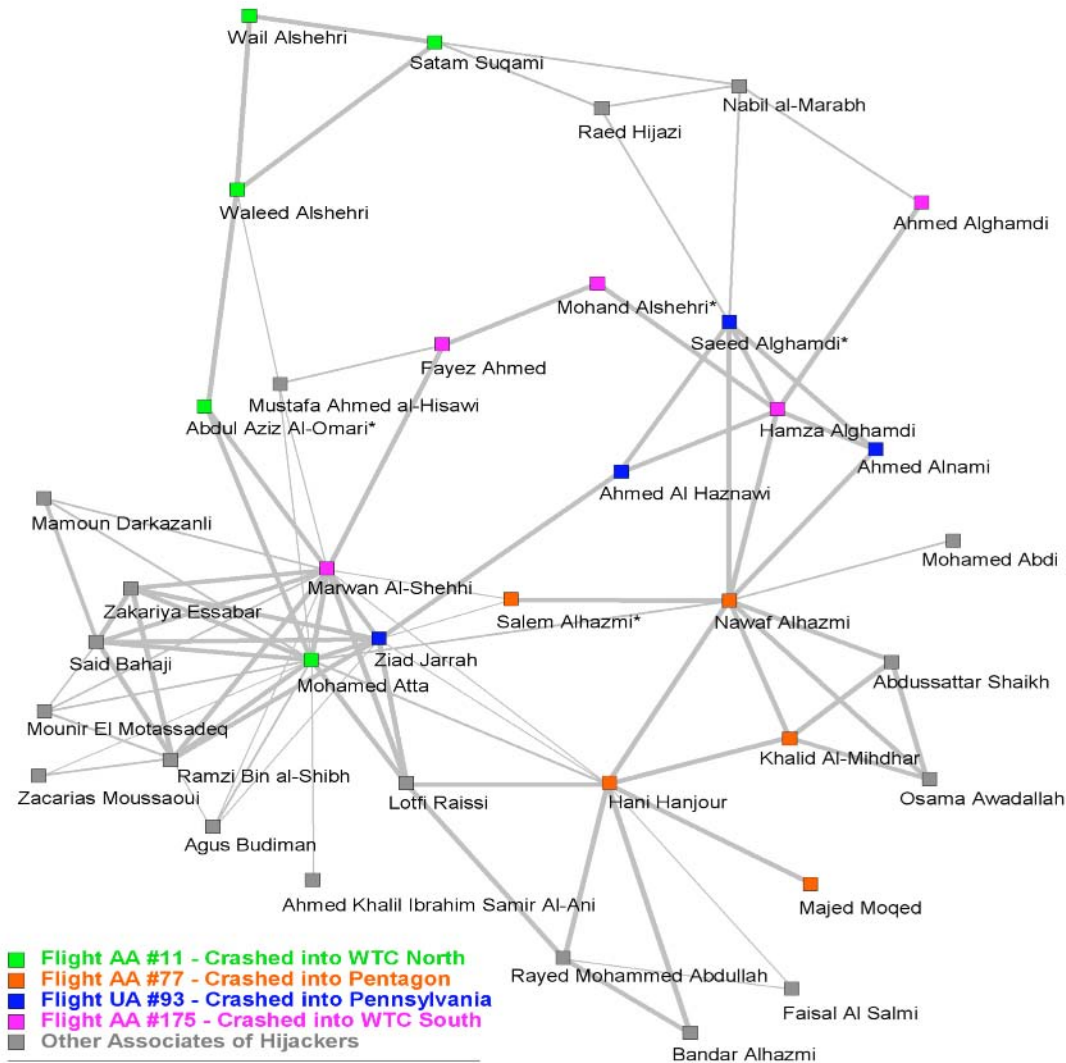 Wail Alshehri
Satam Suqami
Nabil al-Marabh
Raed Hijazi
Waleed Alshehri
Ahmed Alghamdi
Mohand Alshehri*
Saeed Alghamdi*
Fayez Ahmed
Mustafa Ahmed al-Hisawi
Abdul Aziz Al-Omari*
Hamza Alghamdi
Ahmed Alnami
Ahmed Al Haznawi
Mamoun Darkazanli
Mohamed Abdi
Marwan Al-Shehhi
Zakariya Essabar
Salem Alhazmi*
Nawaf Alhazmi
Said Bahaji
Ziad Jarrah
Mohamed Atta
Abdussattar Shaikh
Mounir El Motassadeq
Khalid Al-Mihdhar
Ramzi Bin al-Shibh
Zacarias Moussaoui
Lotfi Raissi
Hani Hanjour
Osama Awadallah
Agus Budiman
Ahmed Khalil Ibrahim Samir Al-Ani
Majed Moqed
Flight AA #11 - Crashed into WTC North
Flight AA #77 - Crashed into Pentagon
Flight UA #93 - Crashed into Pennsylvania
Flight AA #175 - Crashed into WTC South
Other Associates of Hijackers
Rayed Mohammed Abdullah
Faisal Al Salmi
Bandar Alhazmi